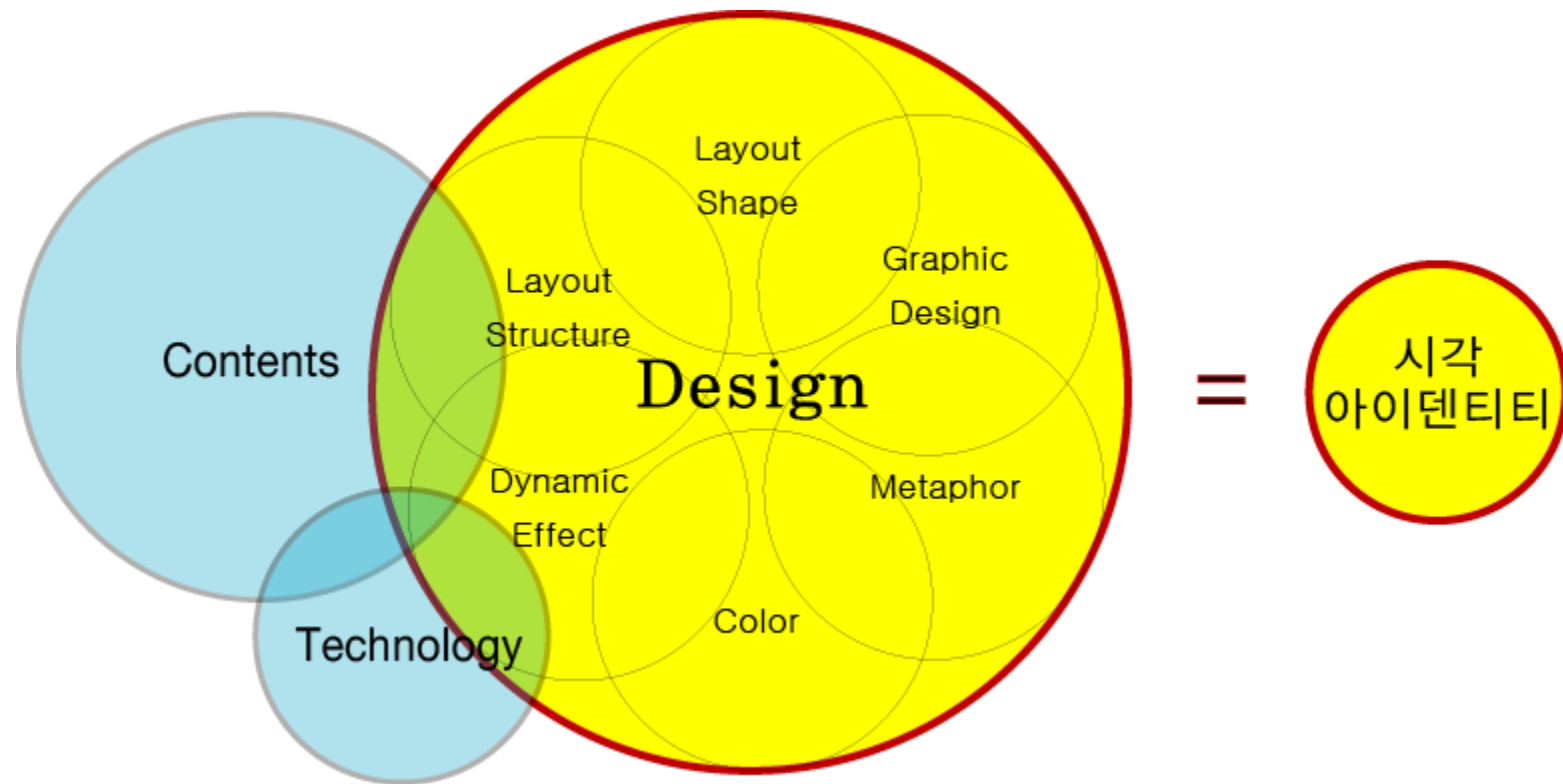 Layout
Shape
Graphic
Design
Layout
Structure
Contents
Design
Dynamic
Effect
Metaphor
Color
Technology
=
시각
아이덴티티